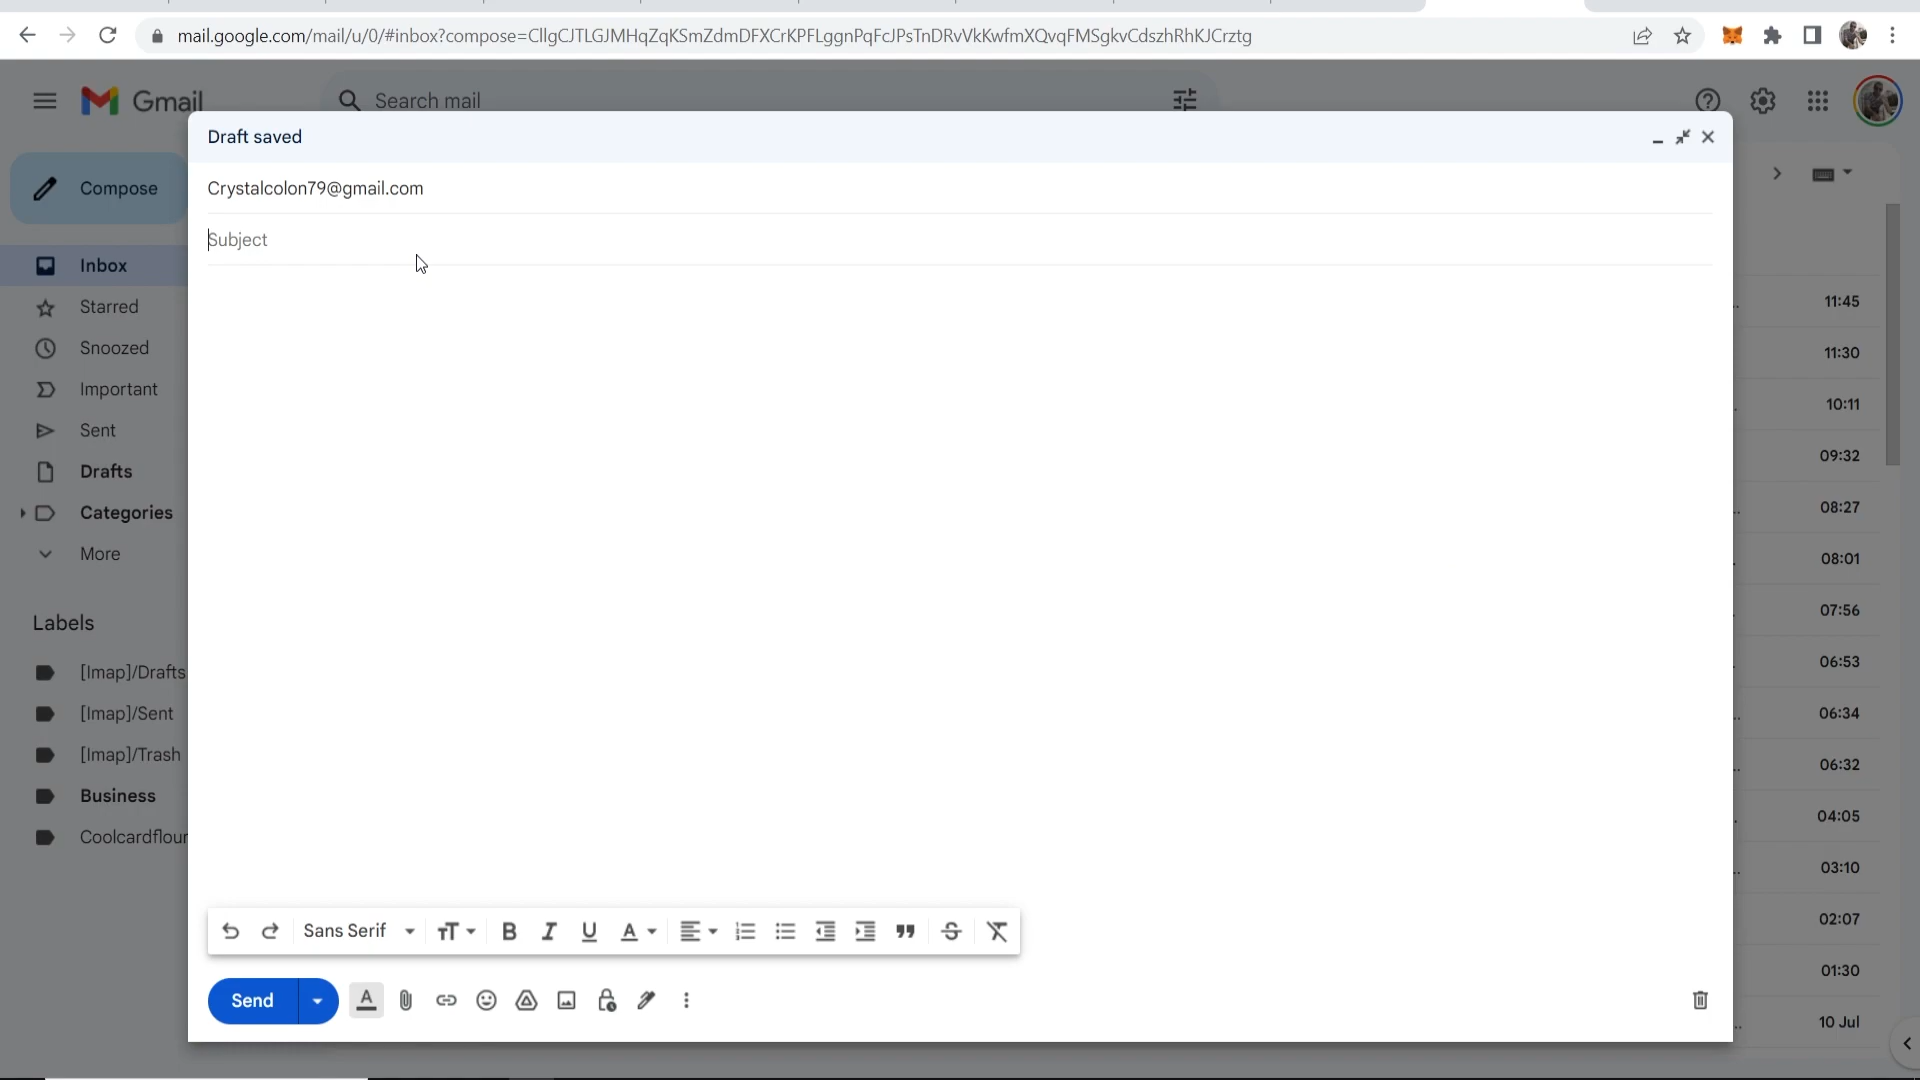 mail.google.com/mail/u/0/#inbox?compose=CllgCJTLGJMHqZqKSmZdmDFXCrKPFLggnPqFcJPsTnDRvVkKwfmXQvqFMSgkvCdszhRhKJCrztg
Gmail
Search mail
Draft saved
Compose
Crystalcolon79@gmail.com
Subject
Inbox
Starred
Snoozed
Important
Sent
Drafts
Categories
More
Labels
[Imap]/Drafts
[Imap]/Sent
[Imap]/Trash
Business
Coolcardflour
11:45
11:30
10:11
09:32
08:27
08:01
07:56
06:53
06:34
06:32
04:05
03:10
02:07
01:30
10 Jul
Sans Serif
Send